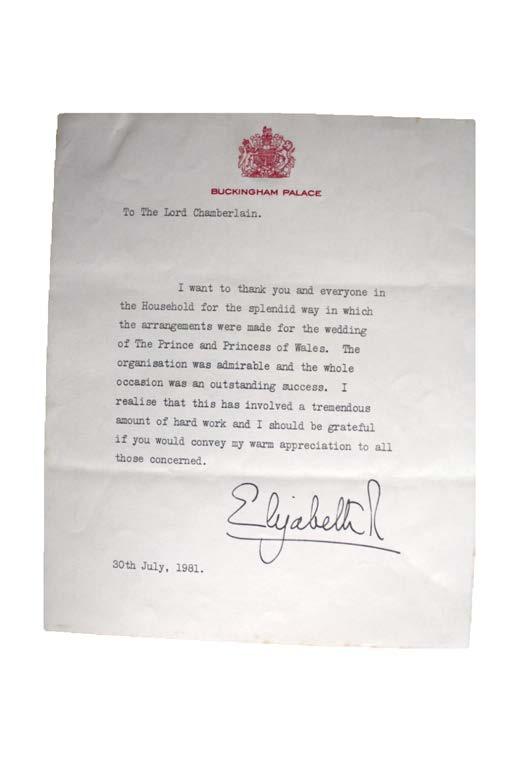 BUCKINGHAM PALACE
To The Lord Chamberlain.
I want to thank you and everyone in
the Household for the splendid way in which
the arrangements were made for the wedding
of The Prince and Princess of Wales. The
organisation was admirable and the whole
occasion was an outstanding success. I
realise that this has involved a tremendous
amount of hard work and I should be grateful
if you would convey my warm appreciation to all
those concerned.
Elizabeth R
30th July, 1981.